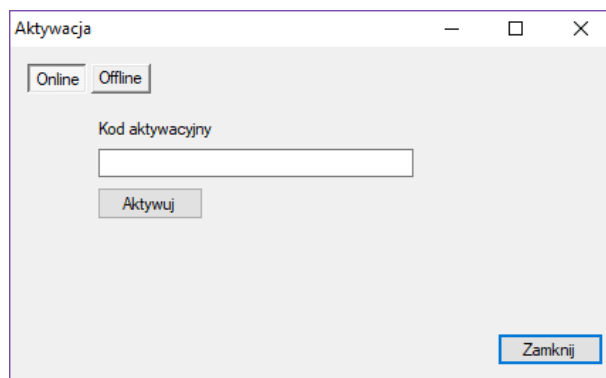 Aktywacja
Online Offline
Kod aktywacyjny
Aktywuj
Zamknij